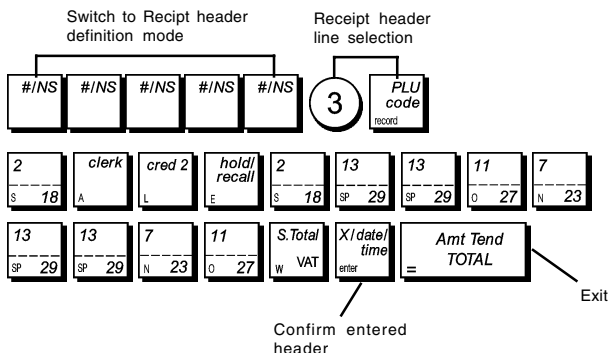 Switch to Recipt header
definition mode
Receipt header
line selection
#/NS #/NS #/NS #/NS #/NS 3 PLU
code
record
2 clerk cred 2 hold/ 2 13 13 11 7
recall
S 18 A L E S 18 SP 29 SP 29 O 27 N 23
13 13 7 11 S.Total X/date/ Amt Tend
time TOTAL
SP 29 SP 29 N 23 O 27 W VAT enter =
Exit
Confirm entered
header